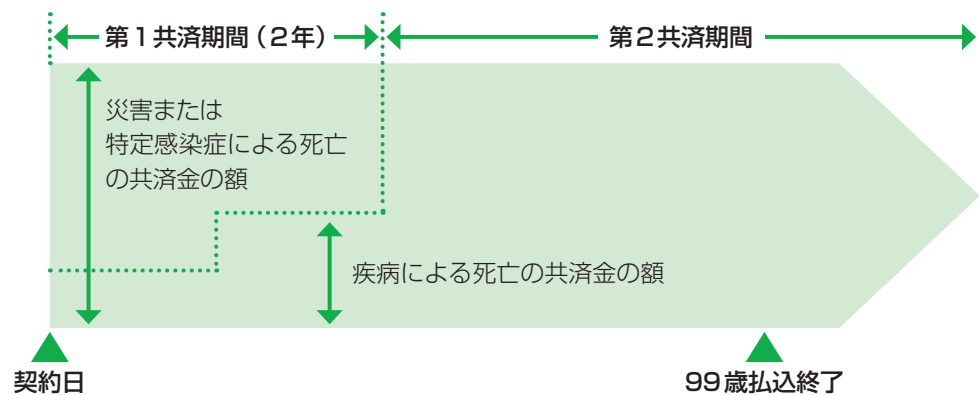 第1共済期間（2年）
第2共済期間
災害または
特定感染症による死亡
の共済金の額
疾病による死亡の共済金の額
契約日
99歳払込終了